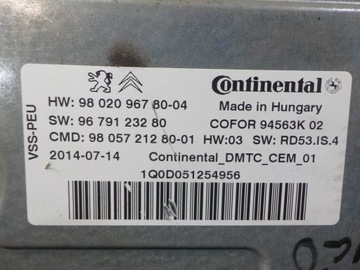 Continental
HW: 98 020 967 80-04
Made in Hungary
SW: 96 791 232 80
COFOR 94563K 02
CMD: 98 057 212 80-01
HW:03 SW: RD53.IS.4
2014-07-14
Continental_DMTC_CEM_01
1Q0D051254956
VSS-PEU